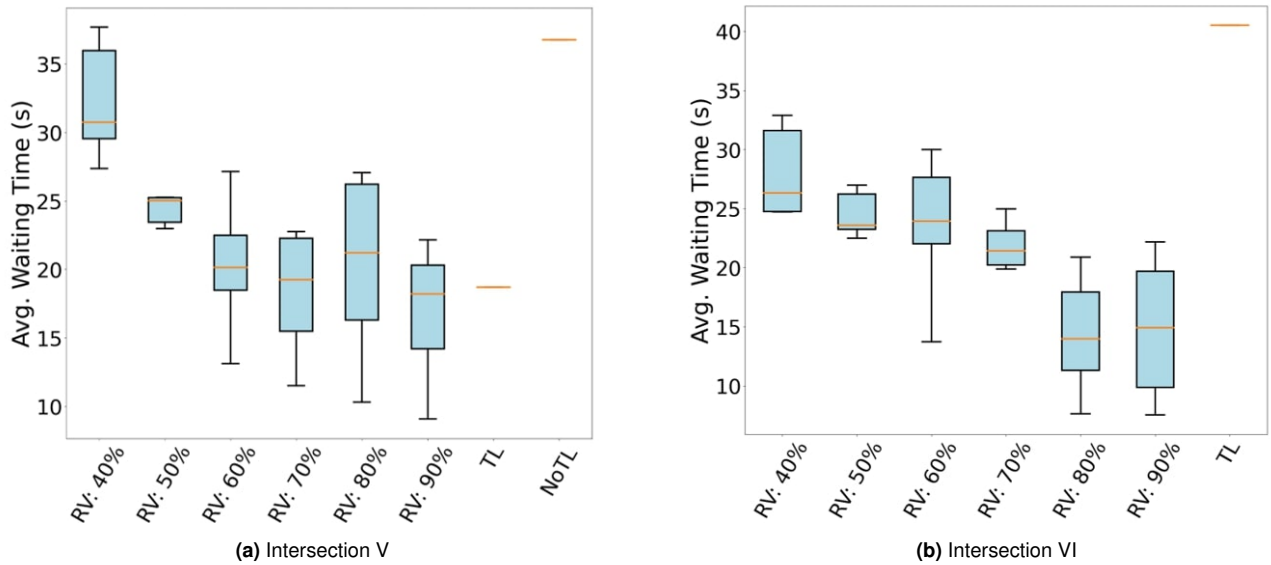 Avg. Waiting Time (s)
35
30
25
20
15
10
RV: 40%
RV: 50%
RV: 60%
RV: 70%
RV: 80%
RV: 90%
TL
NoTL
(a) Intersection V
Avg. Waiting Time (s)
40
35
30
25
20
15
10
RV: 40%
RV: 50%
RV: 60%
RV: 70%
RV: 80%
RV: 90%
TL
(b) Intersection VI